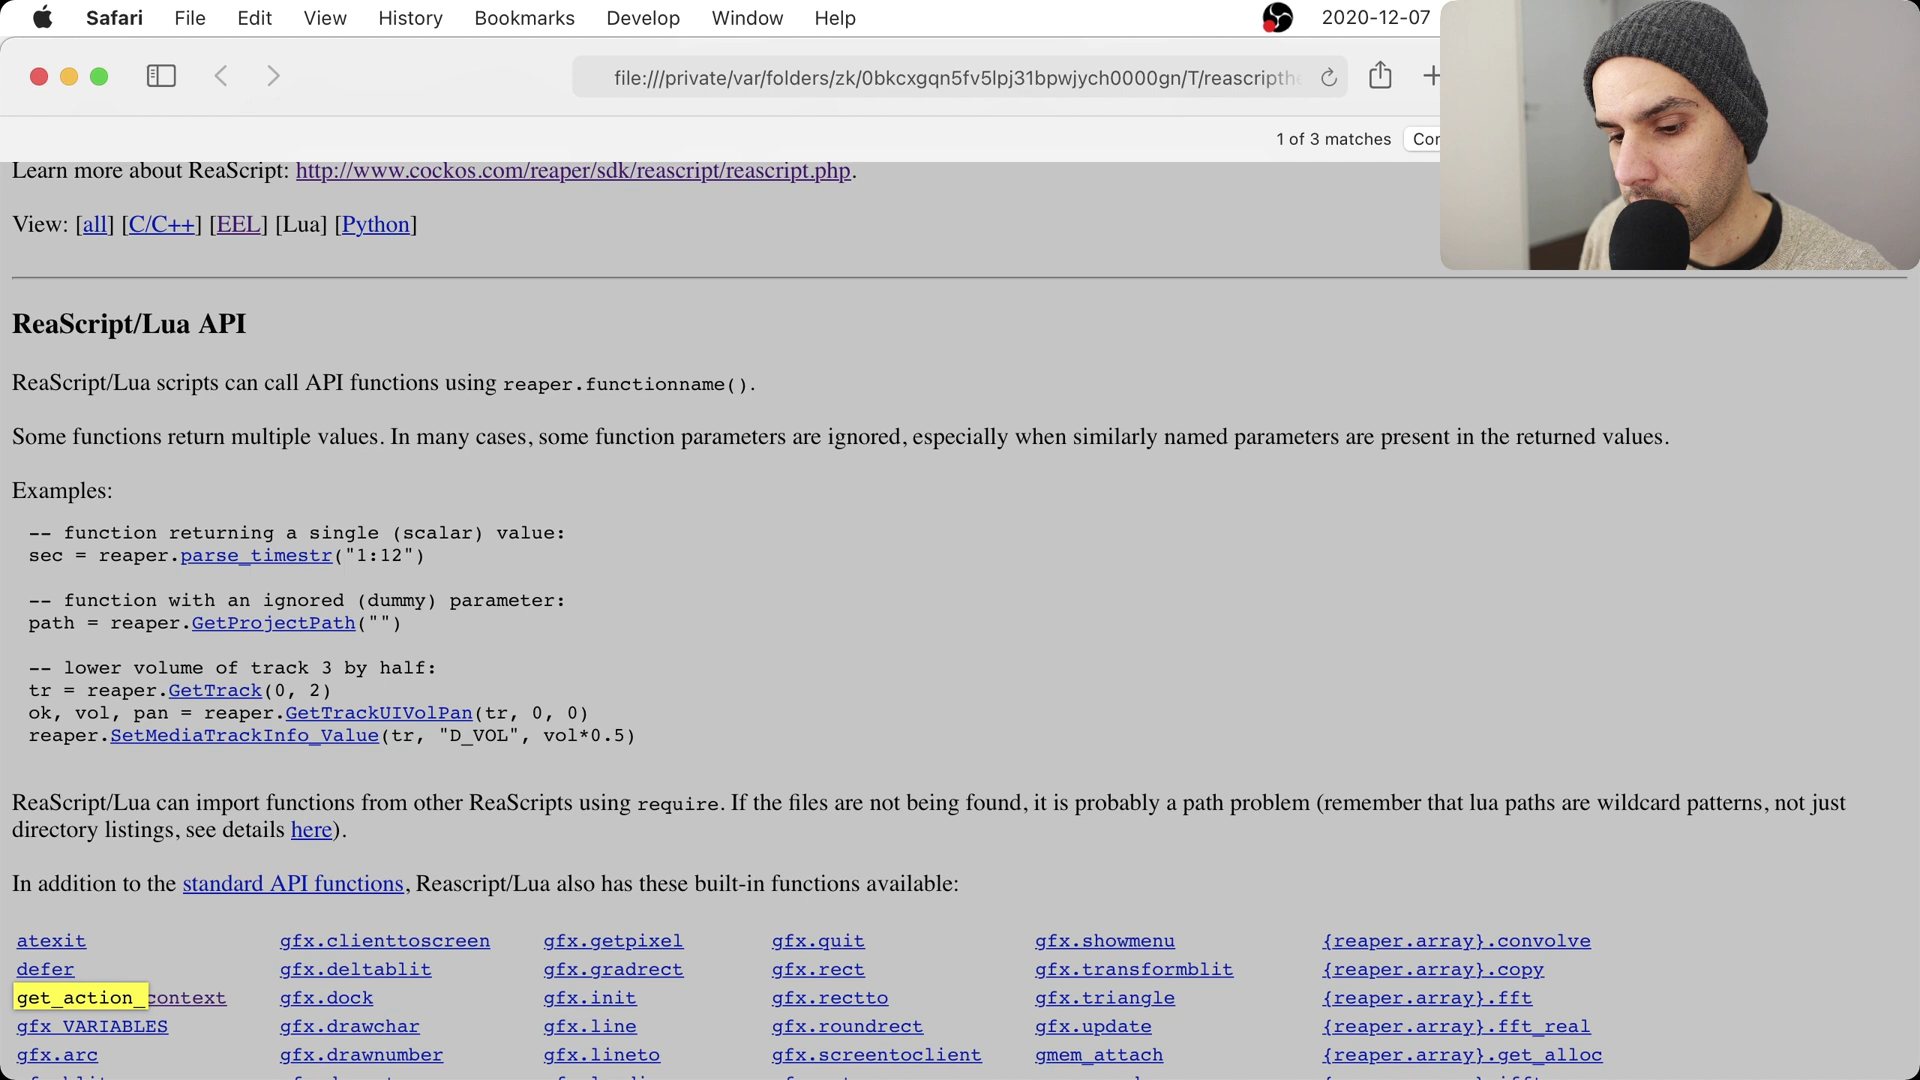 Safari File Edit View History Bookmarks Develop Window Help 2020-12-07
file:///private/var/folders/zk/0bkcxgqn5fv5lpj31bpwjych0000gn/T/reascripthe
1 of 3 matches Con
Learn more about ReaScript: http://www.cockos.com/reaper/sdk/reascript/reascript.php.
View: [all] [C/C++] [EEL] [Lua] [Python]
ReaScript/Lua API
ReaScript/Lua scripts can call API functions using reaper.functionname().
Some functions return multiple values. In many cases, some function parameters are ignored, especially when similarly named parameters are present in the returned values.
Examples:
-- function returning a single (scalar) value:
sec = reaper.parse_timestr("1:12")
-- function with an ignored (dummy) parameter:
path = reaper.GetProjectPath("")
-- lower volume of track 3 by half:
tr = reaper.GetTrack(0, 2)
ok, vol, pan = reaper.GetTrackUIVolPan(tr, 0, 0)
reaper.SetMediaTrackInfo_Value(tr, "D_VOL", vol*0.5)
ReaScript/Lua can import functions from other ReaScripts using require. If the files are not being found, it is probably a path problem (remember that lua paths are wildcard patterns, not just
directory listings, see details here).
In addition to the standard API functions, Reascript/Lua also has these built-in functions available:
atexit gfx.clienttoscreen gfx.getpixel gfx.quit gfx.showmenu {reaper.array}.convolve
defer gfx.deltablit gfx.gradrect gfx.rect gfx.transformblit {reaper.array}.copy
get_action_context gfx.dock gfx.init gfx.rectto gfx.triangle {reaper.array}.fft
gfx VARIABLES gfx.drawchar gfx.line gfx.roundrect gfx.update {reaper.array}.fft_real
gfx.arc gfx.drawnumber gfx.lineto gfx.screentoclient gmem_attach {reaper.array}.get_alloc